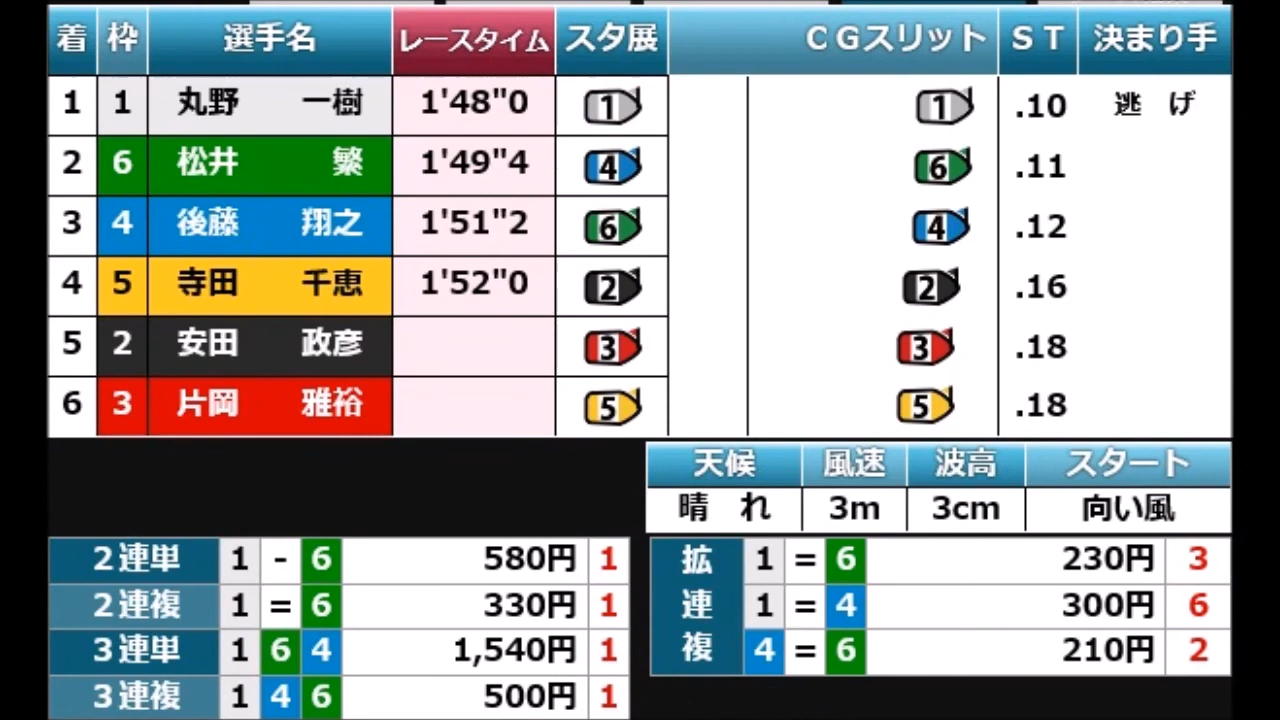 着 枠 選手名 レースタイム スタ展 CGスリット ST 決まり手
1 1 丸野 一樹 1'48"0 1 1 .10 逃 げ
2 6 松井 繁 1'49"4 4 6 .11
3 4 後藤 翔之 1'51"2 6 4 .12
4 5 寺田 千恵 1'52"0 2 2 .16
5 2 安田 政彦 3 3 .18
6 3 片岡 雅裕 5 5 .18
天候 風速 波高 スタート
晴 れ 3m 3cm 向い風
2連単 1 - 6 580円 1
2連複 1 = 6 330円 1
3連単 1 6 4 1,540円 1
3連複 1 4 6 500円 1
拡連複
1 = 6 230円 3
1 = 4 300円 6
4 = 6 210円 2